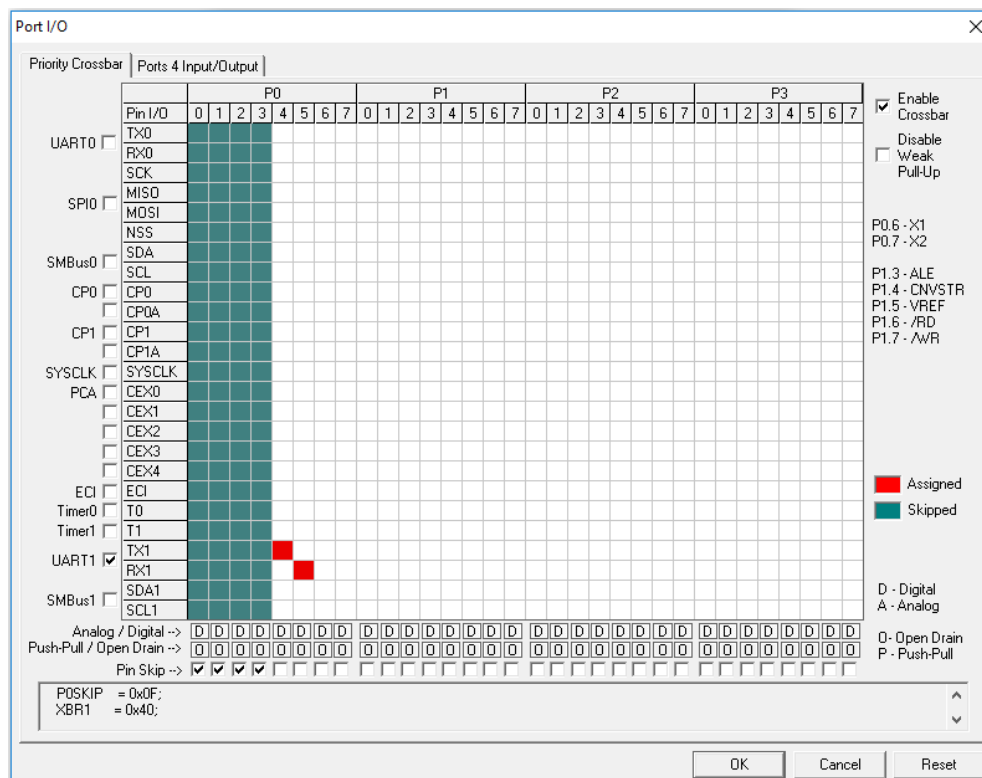 Port I/O
Priority Crossbar Ports 4 Input/Output
P0 P1 P2 P3
Pin I/O 0 1 2 3 4 5 6 7 0 1 2 3 4 5 6 7 0 1 2 3 4 5 6 7 0 1 2 3 4 5 6 7
Enable
Crossbar
Disable
Weak
Pull-Up
UART0
TX0
RX0
SCK
SPI0
MISO
MOSI
NSS
SMBus0
SDA
SCL
CP0 CP0
CP0A
CP1 CP1
CP1A
SYSCLK SYSCLK
PCA CEX0
CEX1
CEX2
CEX3
CEX4
ECI ECI
Timer0 T0
Timer1 T1
UART1
TX1
RX1
SMBus1
SDA1
SCL1
P0.6 - X1
P0.7 - X2
P1.3 - ALE
P1.4 - CNVSTR
P1.5 - VREF
P1.6 - /RD
P1.7 - /WR
Assigned
Skipped
D - Digital
A - Analog
O- Open Drain
P - Push-Pull
Analog / Digital --> D D D D D D D D D D D D D D D D D D D D D D D D D D D D D D D D
Push-Pull / Open Drain --> O O O O O O O O O O O O O O O O O O O O O O O O O O O O O O O O
Pin Skip -->
P0SKIP = 0x0F;
XBR1 = 0x40;
OK Cancel Reset